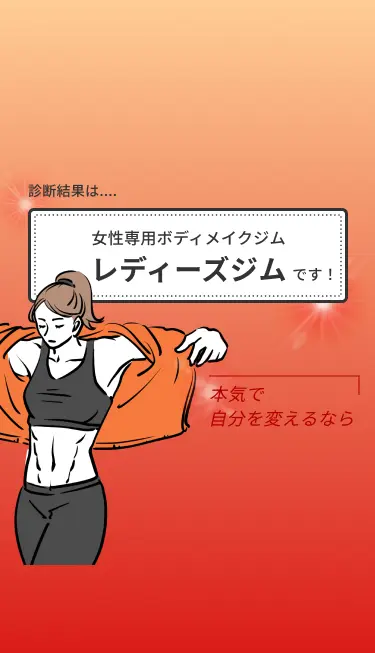 診断結果は....
女性専用ボディメイクジム
レディーズジムです！
本気で
自分を変えるなら